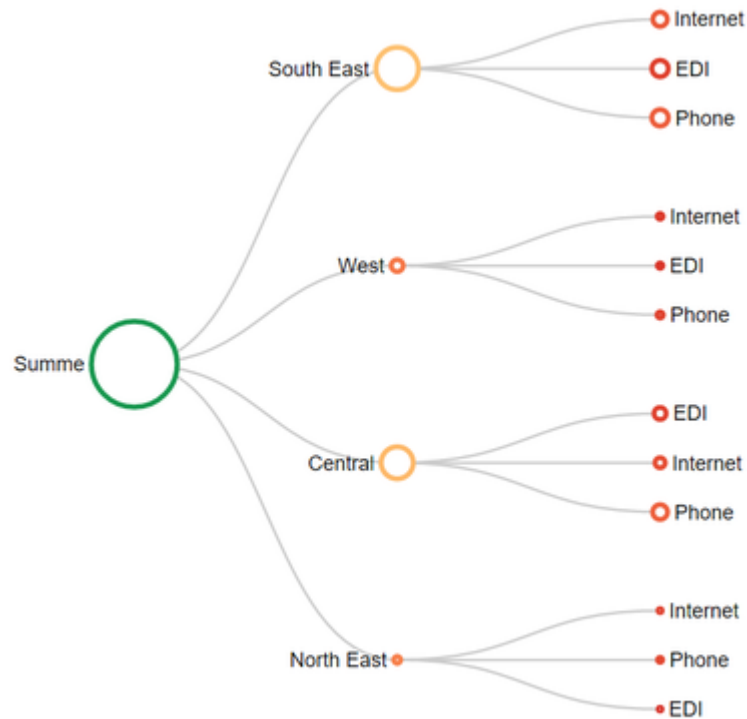 Summe
South East
Internet
EDI
Phone
West
Internet
EDI
Phone
Central
EDI
Internet
Phone
North East
Internet
Phone
EDI